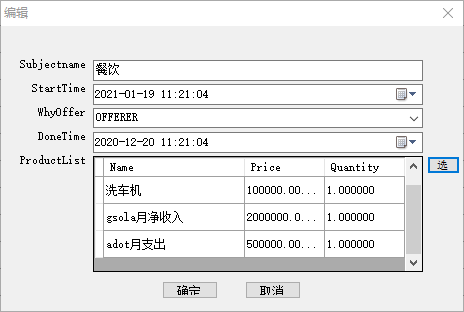 编辑
Subjectname 餐饮
StartTime 2021-01-19 11:21:04
WhyOffer OFFERER
DoneTime 2020-12-20 11:21:04
ProductList 选
Name Price Quantity
洗车机 100000.00... 1.000000
gsola月净收入 2000000.0... 1.000000
adot月支出 500000.00... 1.000000
确定 取消